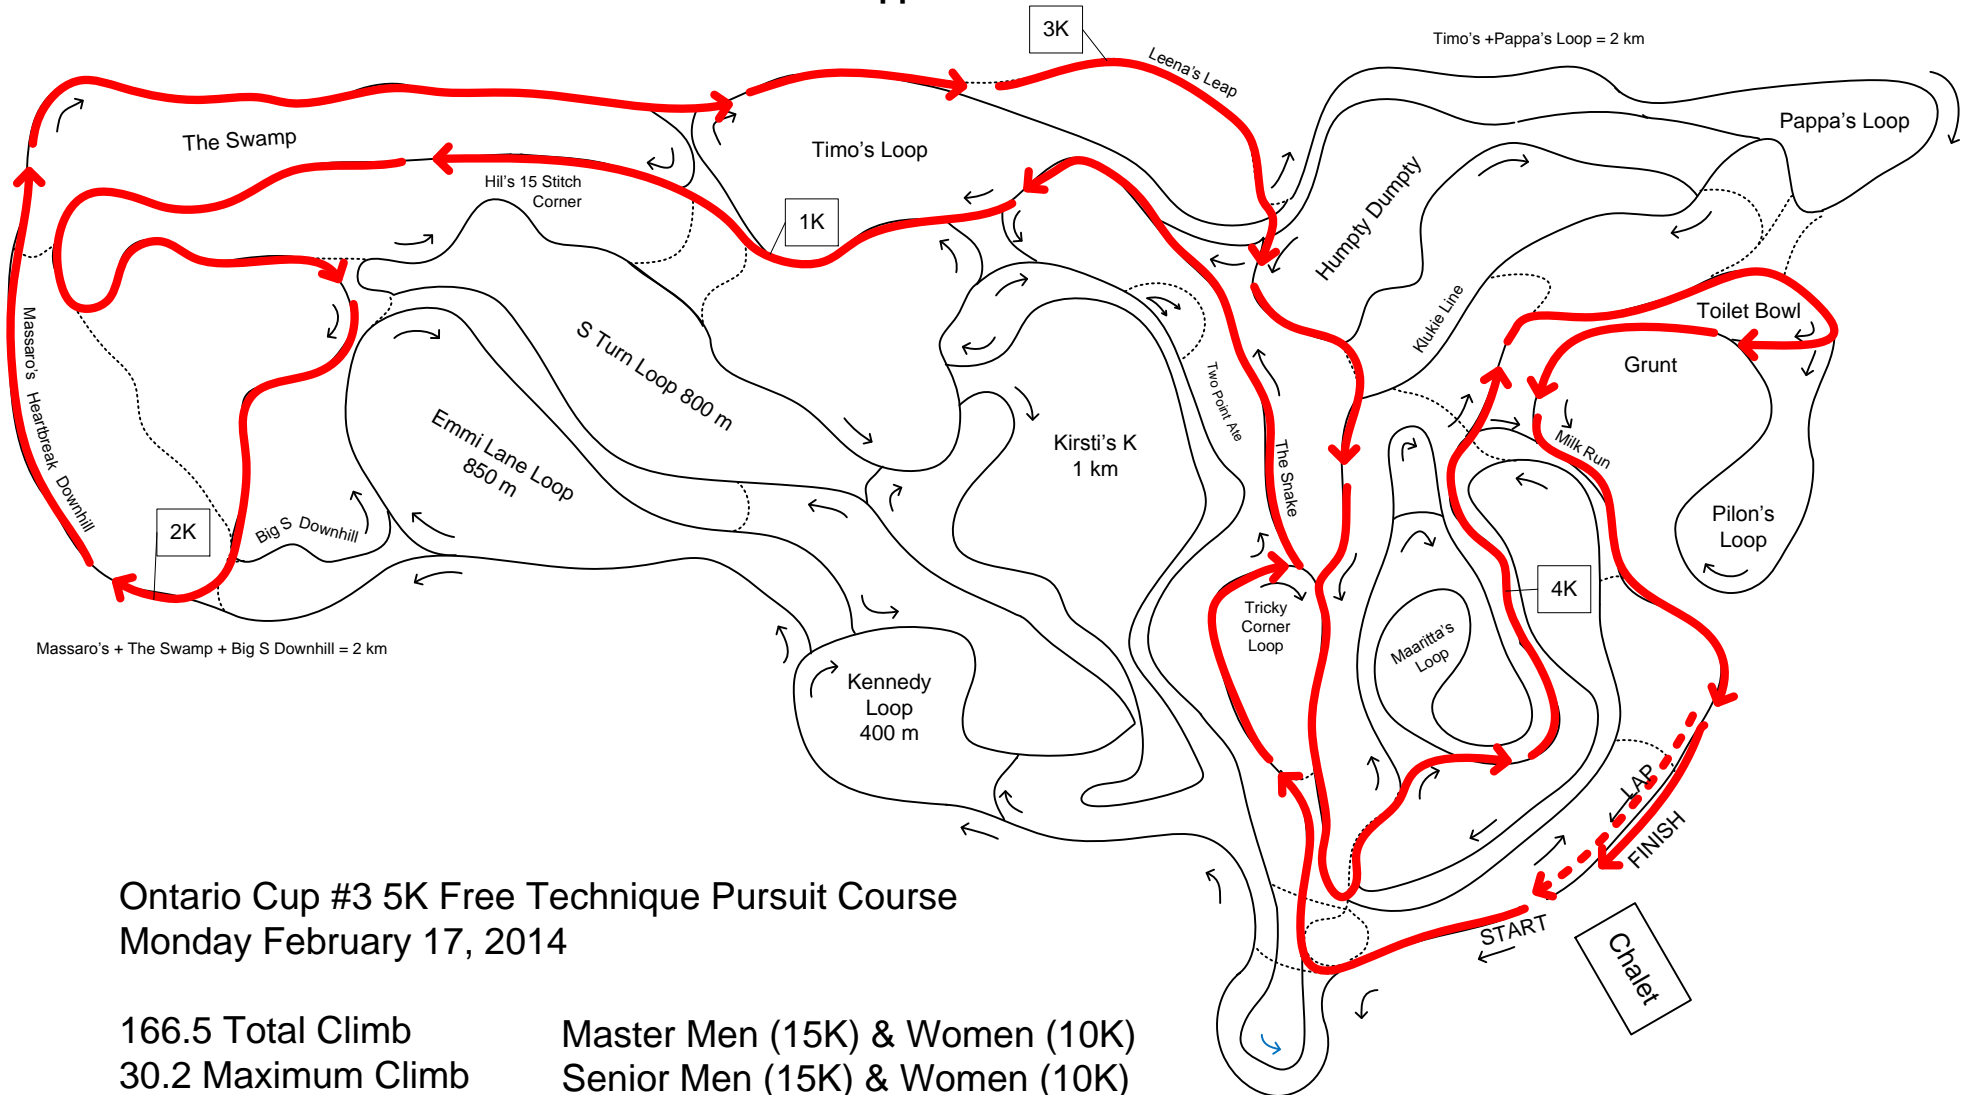 3K
Leena's Leap
Timo's +Pappa's Loop = 2 km
The Swamp
Timo's Loop
Pappa's Loop
Hil's 15 Stitch
Corner
1K
Humpty Dumpty
Klukie Line
Toilet Bowl
Grunt
Massaro's Heartbreak Downhill
S Turn Loop 800 m
Emmi Lane Loop
850 m
Kirsti's K
1 km
Two Point Ate
The Snake
Milk Run
Pilon's
Loop
2K
Big S Downhill
4K
Tricky
Corner
Loop
Maaritta's
Loop
Massaro's + The Swamp + Big S Downhill = 2 km
Kennedy
Loop
400 m
LAP
FINISH
START
Chalet
Ontario Cup #3 5K Free Technique Pursuit Course
Monday February 17, 2014
166.5 Total Climb
30.2 Maximum Climb
Master Men (15K) & Women (10K)
Senior Men (15K) & Women (10K)